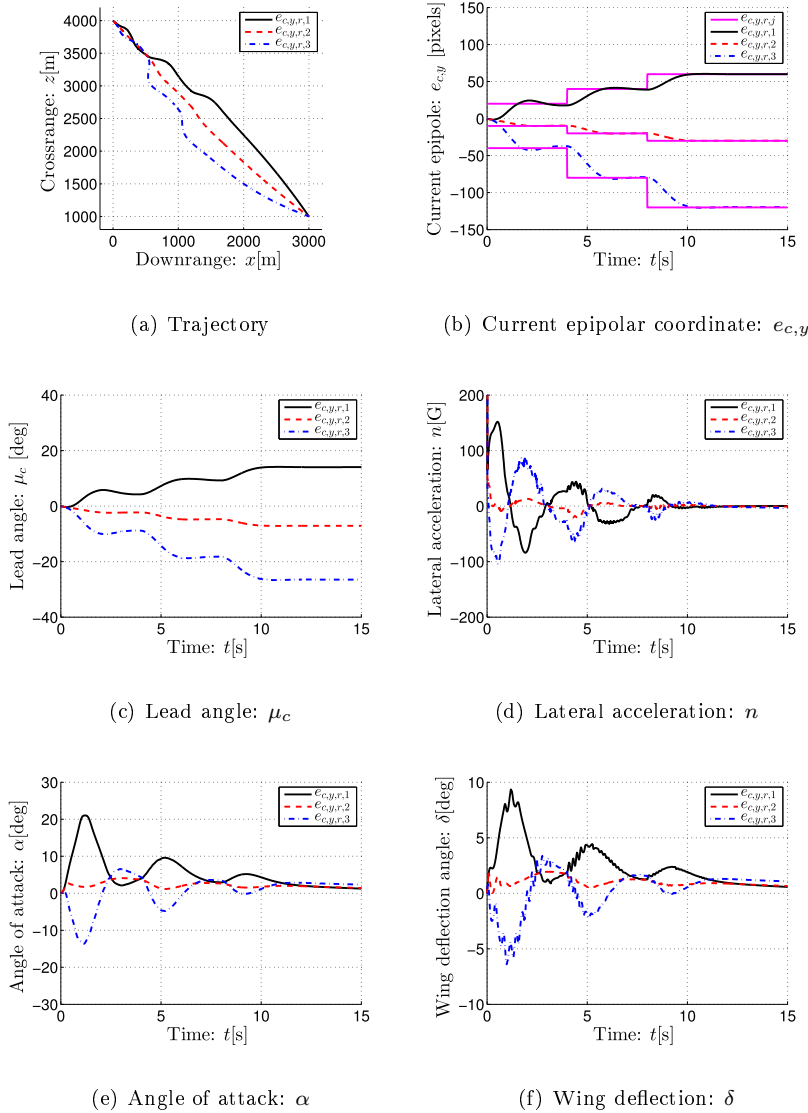 4000
3500
3000
2500
2000
1500
1000
0 1000 2000 3000
Crossrange: z[m]
Downrange: x[m]
e_{c,y,r,1}
e_{c,y,r,2}
e_{c,y,r,3}
(a) Trajectory
150
100
50
0
−50
−100
−150
0 5 10 15
Current epipole: e_{c,y} [pixels]
Time: t[s]
e_{c,y,r,j}
e_{c,y,r,1}
e_{c,y,r,2}
e_{c,y,r,3}
(b) Current epipolar coordinate: e_{c,y}
40
20
0
−20
−40
0 5 10 15
Lead angle: μ_c [deg]
Time: t[s]
e_{c,y,r,1}
e_{c,y,r,2}
e_{c,y,r,3}
(c) Lead angle: μ_c
200
100
0
−100
−200
0 5 10 15
Lateral acceleration: n[G]
Time: t[s]
e_{c,y,r,1}
e_{c,y,r,2}
e_{c,y,r,3}
(d) Lateral acceleration: n
30
20
10
0
−10
−20
−30
0 5 10 15
Angle of attack: α[deg]
Time: t[s]
e_{c,y,r,1}
e_{c,y,r,2}
e_{c,y,r,3}
(e) Angle of attack: α
10
5
0
−5
−10
0 5 10 15
Wing deflection angle: δ[deg]
Time: t[s]
e_{c,y,r,1}
e_{c,y,r,2}
e_{c,y,r,3}
(f) Wing deflection: δ